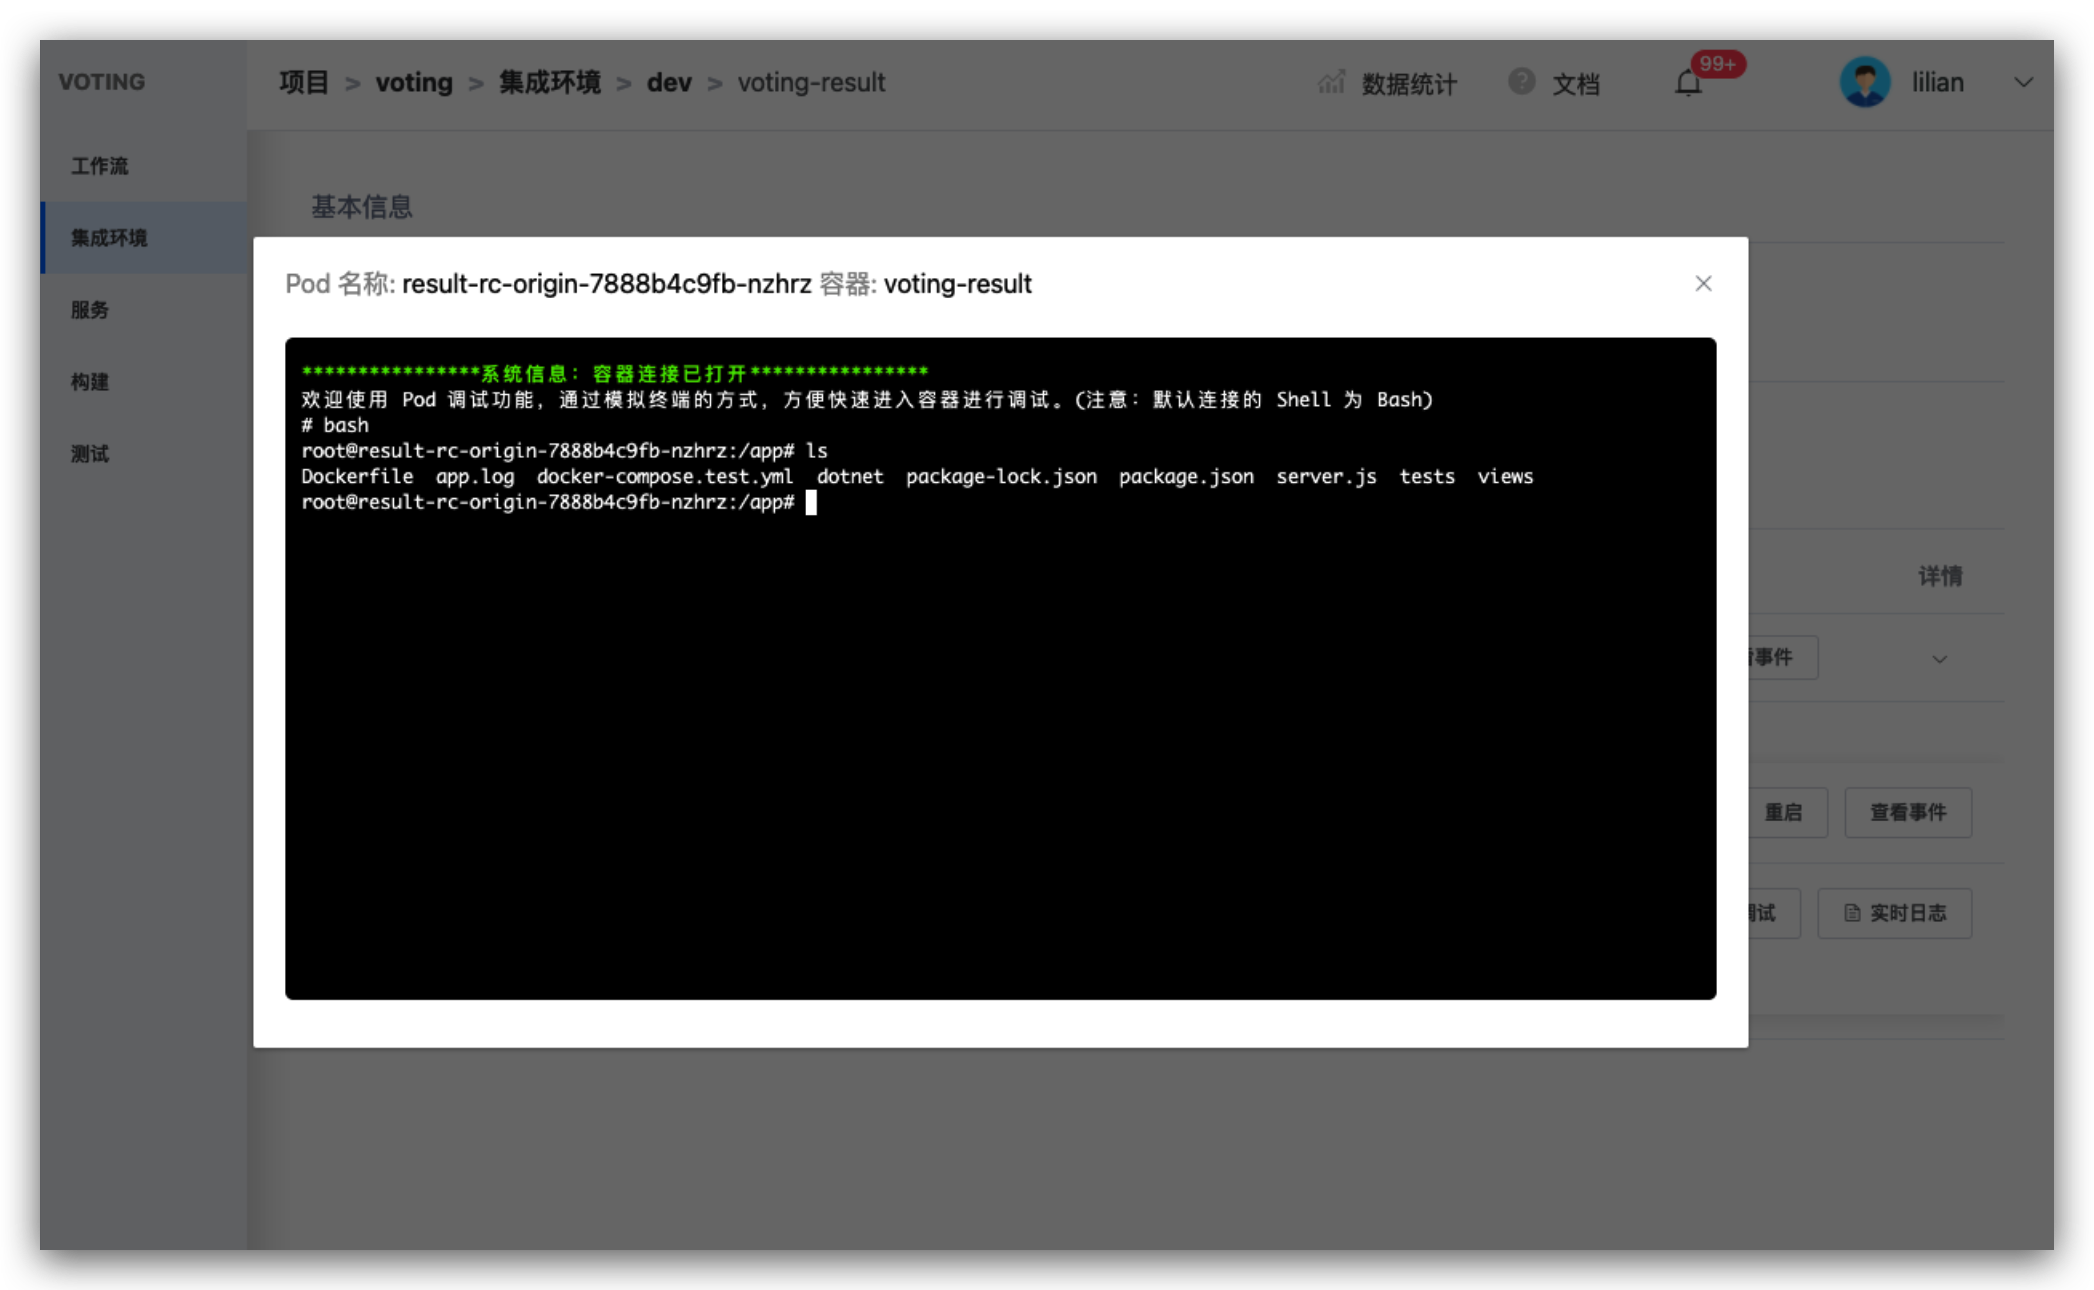 VOTING
项目 > voting > 集成环境 > dev > voting-result
数据统计
文档
99+
lilian
工作流
集成环境
服务
构建
测试
基本信息
Pod 名称: result-rc-origin-7888b4c9fb-nzhrz 容器: voting-result
****************系统信息：容器连接已打开****************
欢迎使用 Pod 调试功能，通过模拟终端的方式，方便快速进入容器进行调试。(注意：默认连接的 Shell 为 Bash)
# bash
root@result-rc-origin-7888b4c9fb-nzhrz:/app# ls
Dockerfile  app.log  docker-compose.test.yml  dotnet  package-lock.json  package.json  server.js  tests  views
root@result-rc-origin-7888b4c9fb-nzhrz:/app#
详情
事件
重启
查看事件
试
实时日志